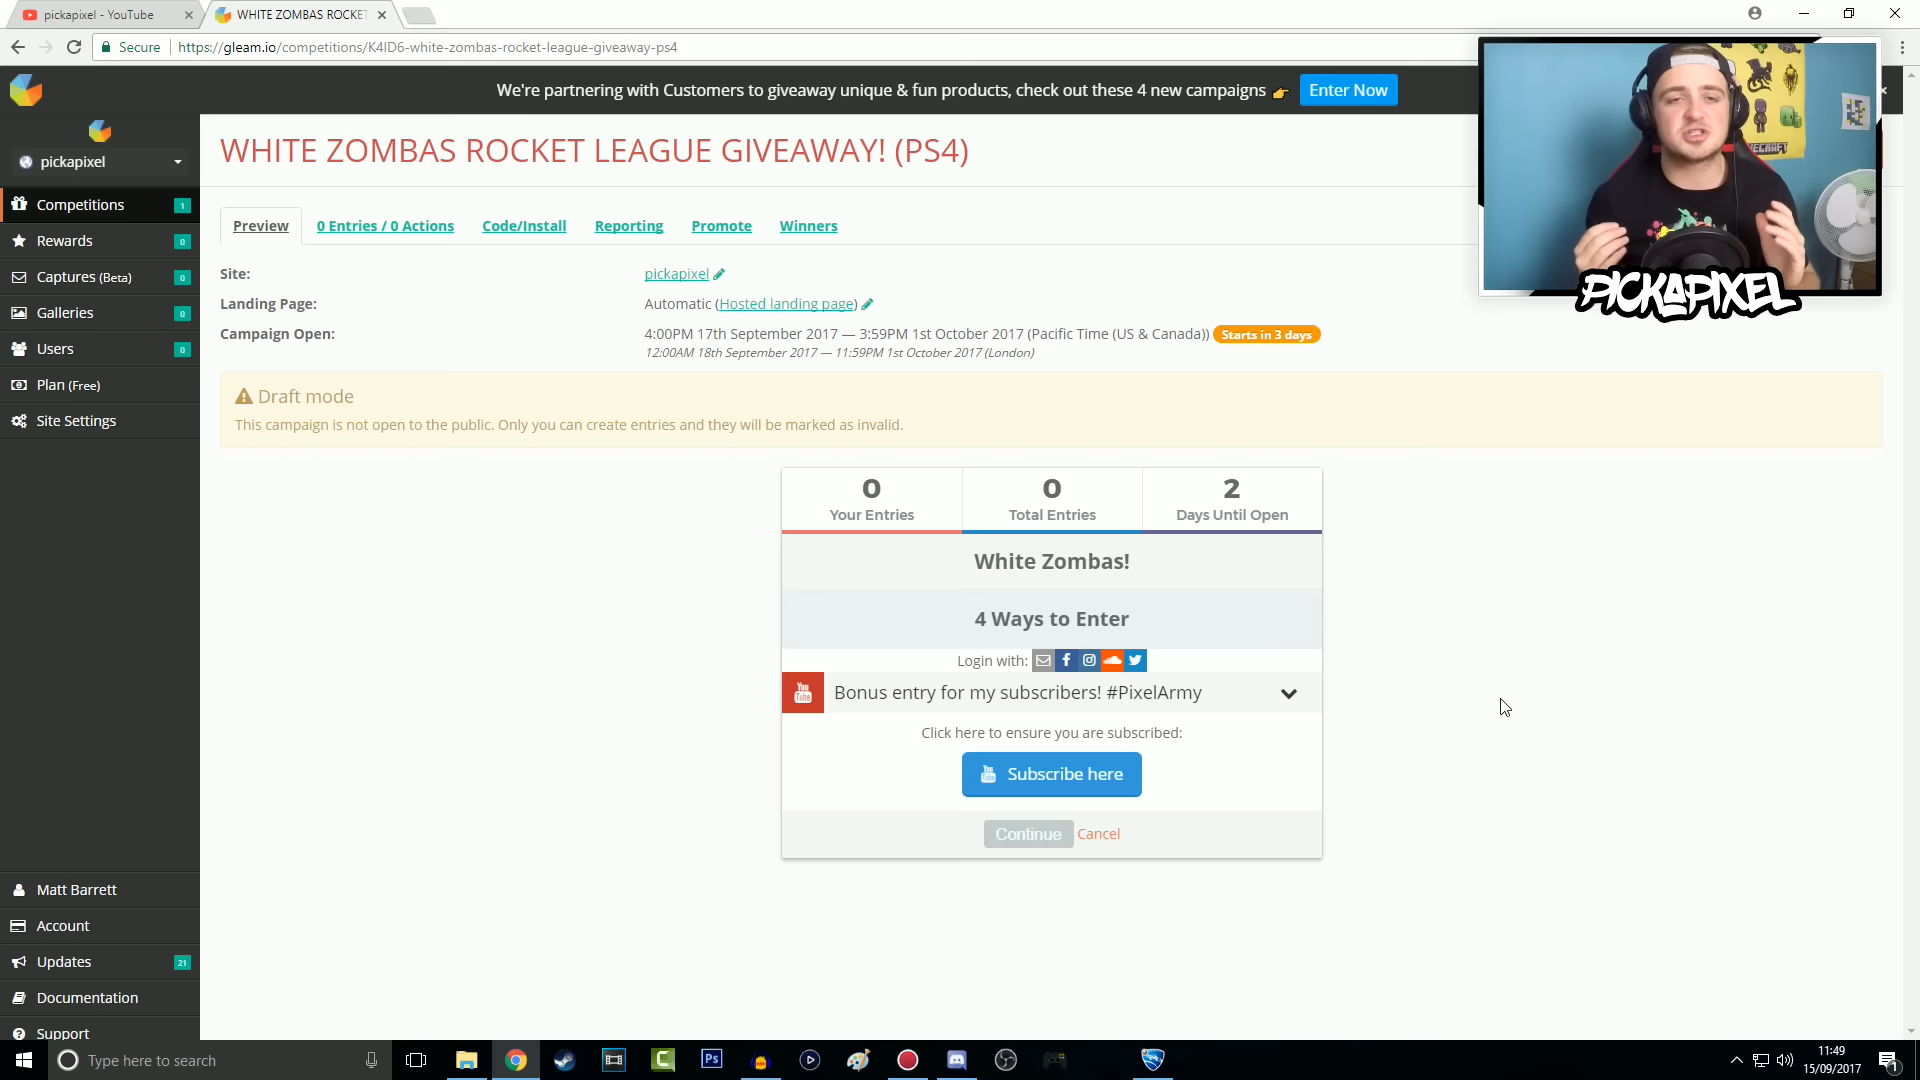 pickapixel - YouTube
WHITE ZOMBAS ROCKET
Secure
https://gleam.io/competitions/K4ID6-white-zombas-rocket-league-giveaway-ps4
We're partnering with Customers to giveaway unique & fun products, check out these 4 new campaigns
Enter Now
pickapixel
Competitions 1
Rewards 0
Captures (Beta) 0
Galleries 0
Users 0
Plan (Free)
Site Settings
Matt Barrett
Account
Updates 21
Documentation
Support
WHITE ZOMBAS ROCKET LEAGUE GIVEAWAY! (PS4)
Preview
0 Entries / 0 Actions
Code/Install
Reporting
Promote
Winners
Site: pickapixel
Landing Page: Automatic (Hosted landing page)
Campaign Open: 4:00PM 17th September 2017 — 3:59PM 1st October 2017 (Pacific Time (US & Canada)) Starts in 3 days
12:00AM 18th September 2017 — 11:59PM 1st October 2017 (London)
Draft mode
This campaign is not open to the public. Only you can create entries and they will be marked as invalid.
0
Your Entries
0
Total Entries
2
Days Until Open
White Zombas!
4 Ways to Enter
Login with:
You Tube
Bonus entry for my subscribers! #PixelArmy
Click here to ensure you are subscribed:
Subscribe here
Continue Cancel
PICKAPIXEL
Type here to search
Ps
11:49
15/09/2017
1